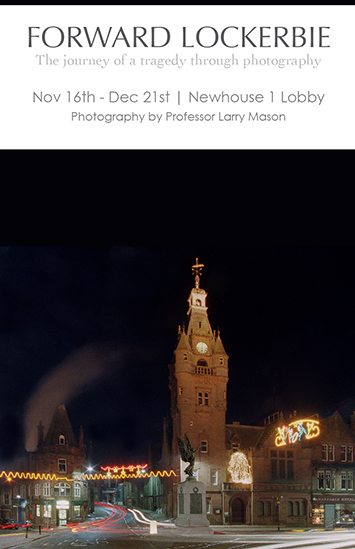 FORWARD LOCKERBIE
The journey of a tragedy through photography
Nov 16th - Dec 21st | Newhouse 1 Lobby
Photography by Professor Larry Mason